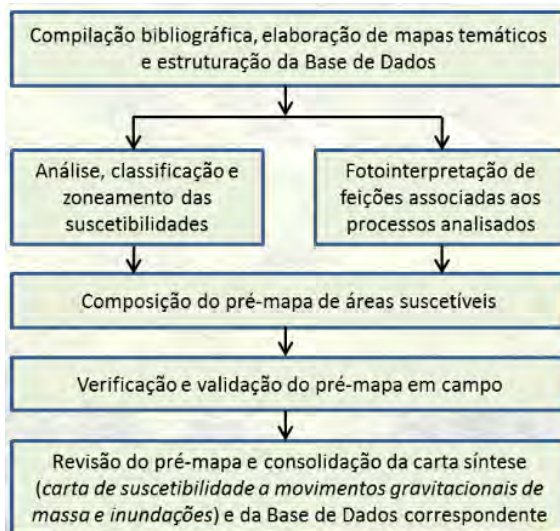 Compilação bibliográfica, elaboração de mapas temáticos
e estruturação da Base de Dados
Análise, classificação e
zoneamento das
suscetibilidades
Fotointerpretação de
feições associadas aos
processos analisados
Composição do pré-mapa de áreas suscetíveis
Verificação e validação do pré-mapa em campo
Revisão do pré-mapa e consolidação da carta síntese
(carta de suscetibilidade a movimentos gravitacionais de
massa e inundações) e da Base de Dados correspondente